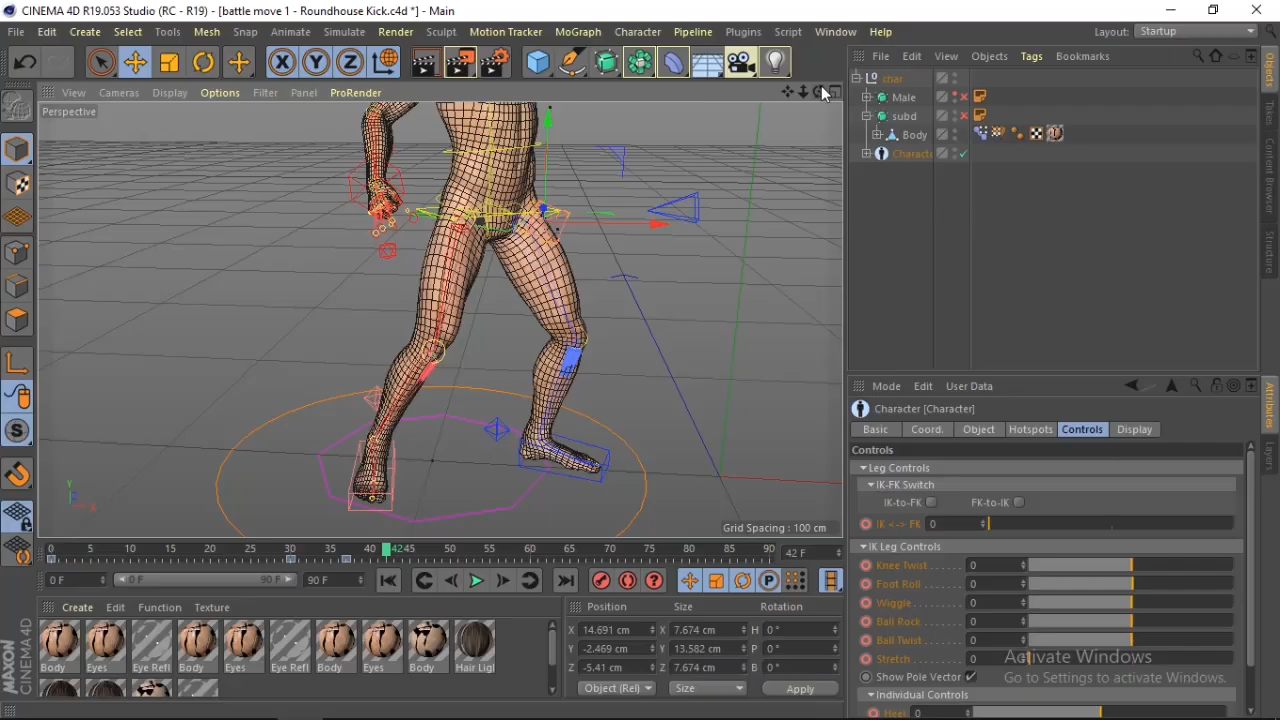 CINEMA 4D R19.053 Studio (RC - R19) - [battle move 1 - Roundhouse Kick.c4d *] - Main
File Edit Create Select Tools Mesh Snap Animate Simulate Render Sculpt Motion Tracker MoGraph Character Pipeline Plugins Script Window Help
Layout: Startup
File Edit View Objects Tags Bookmarks
View Cameras Display Options Filter Panel ProRender
Perspective
char
Male
subd
Body
Charact
Objects
Takes
Content Browser
Structure
X
Y
Z
Grid Spacing : 100 cm
0 5 10 15 20 25 30 35 40 42 45 50 55 60 65 70 75 80 85 90
42 F
0 F
0 F
90 F
90 F
Create Edit Function Texture
Body Eyes Eye Refl Body Eyes Eye Refl Body Eyes Body Hair Ligl
MAXON CINEMA 4D
Position Size Rotation
X 14.691 cm X 7.674 cm H 0 °
Y -2.469 cm Y 13.582 cm P 0 °
Z -5.41 cm Z 7.674 cm B 0 °
Object (Rel) Size Apply
Mode Edit User Data
Character [Character]
Basic Coord. Object Hotspots Controls Display
Controls
Leg Controls
IK-FK Switch
IK-to-FK FK-to-IK
IK <-> FK 0
IK Leg Controls
Knee Twist 0
Foot Roll 0
Wiggle 0
Ball Rock 0
Ball Twist 0
Stretch 0
Show Pole Vector
Individual Controls
Heel 0
Attributes
Layers
Activate Windows
Go to Settings to activate Windows.